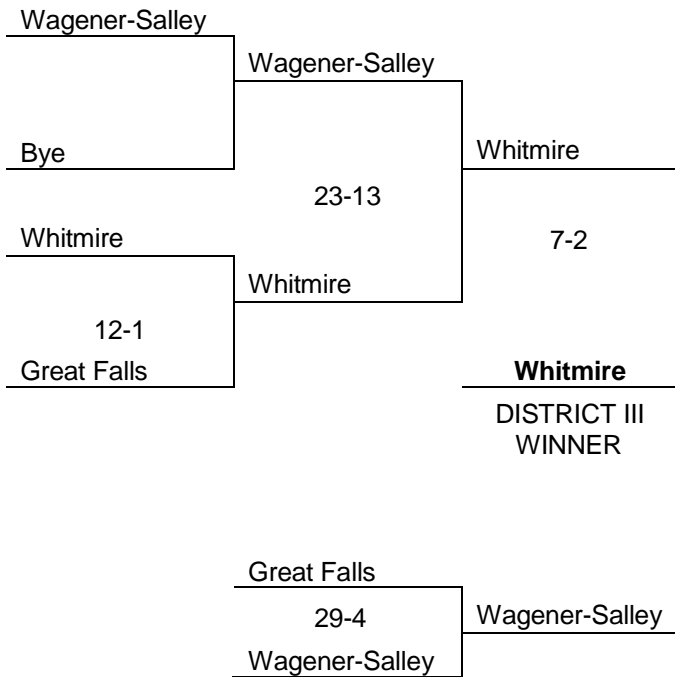 Wagener-Salley
Wagener-Salley
Bye
Whitmire
23-13
Whitmire
7-2
Whitmire
12-1
Great Falls
Whitmire
DISTRICT III
WINNER
Great Falls
29-4
Wagener-Salley
Wagener-Salley